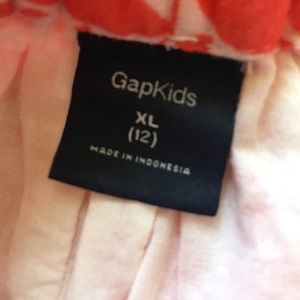 GapKids
XL
(12)
MADE IN INDONESIA